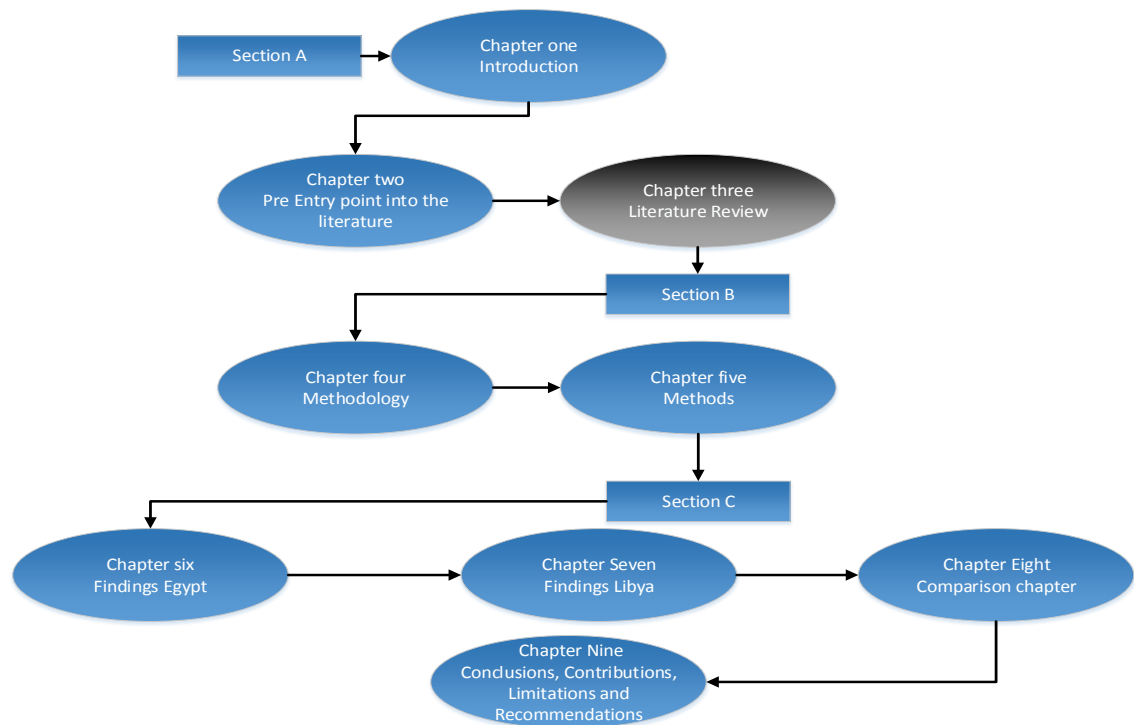 Section A
Chapter one
Introduction
Chapter two
Pre Entry point into the
literature
Chapter three
Literature Review
Section B
Chapter four
Methodology
Chapter five
Methods
Section C
Chapter six
Findings Egypt
Chapter Seven
Findings Libya
Chapter Eight
Comparison chapter
Chapter Nine
Conclusions, Contributions,
Limitations and
Recommendations